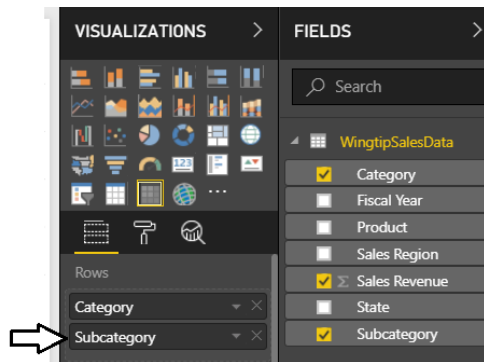 VISUALIZATIONS >
FIELDS >
Search
WingtipSalesData
Category
Fiscal Year
Product
Sales Region
Σ Sales Revenue
State
Subcategory
123
...
Rows
Category
Subcategory